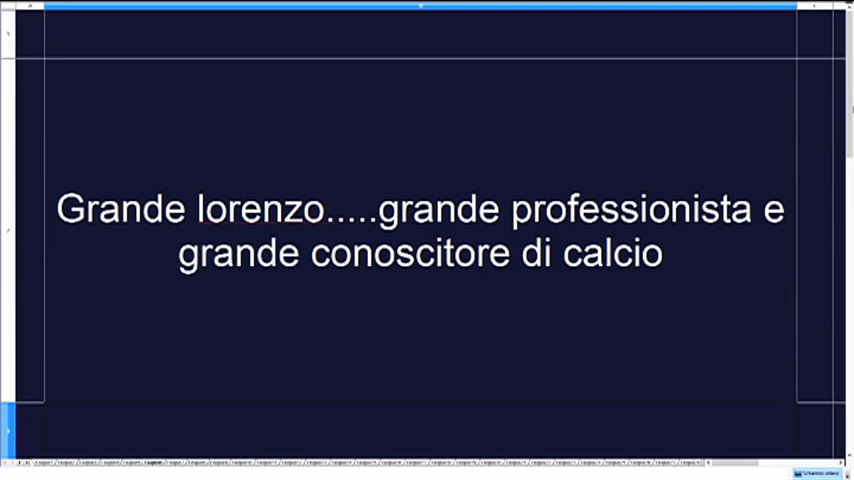 Grande lorenzo.....grande professionista e
grande conoscitore di calcio